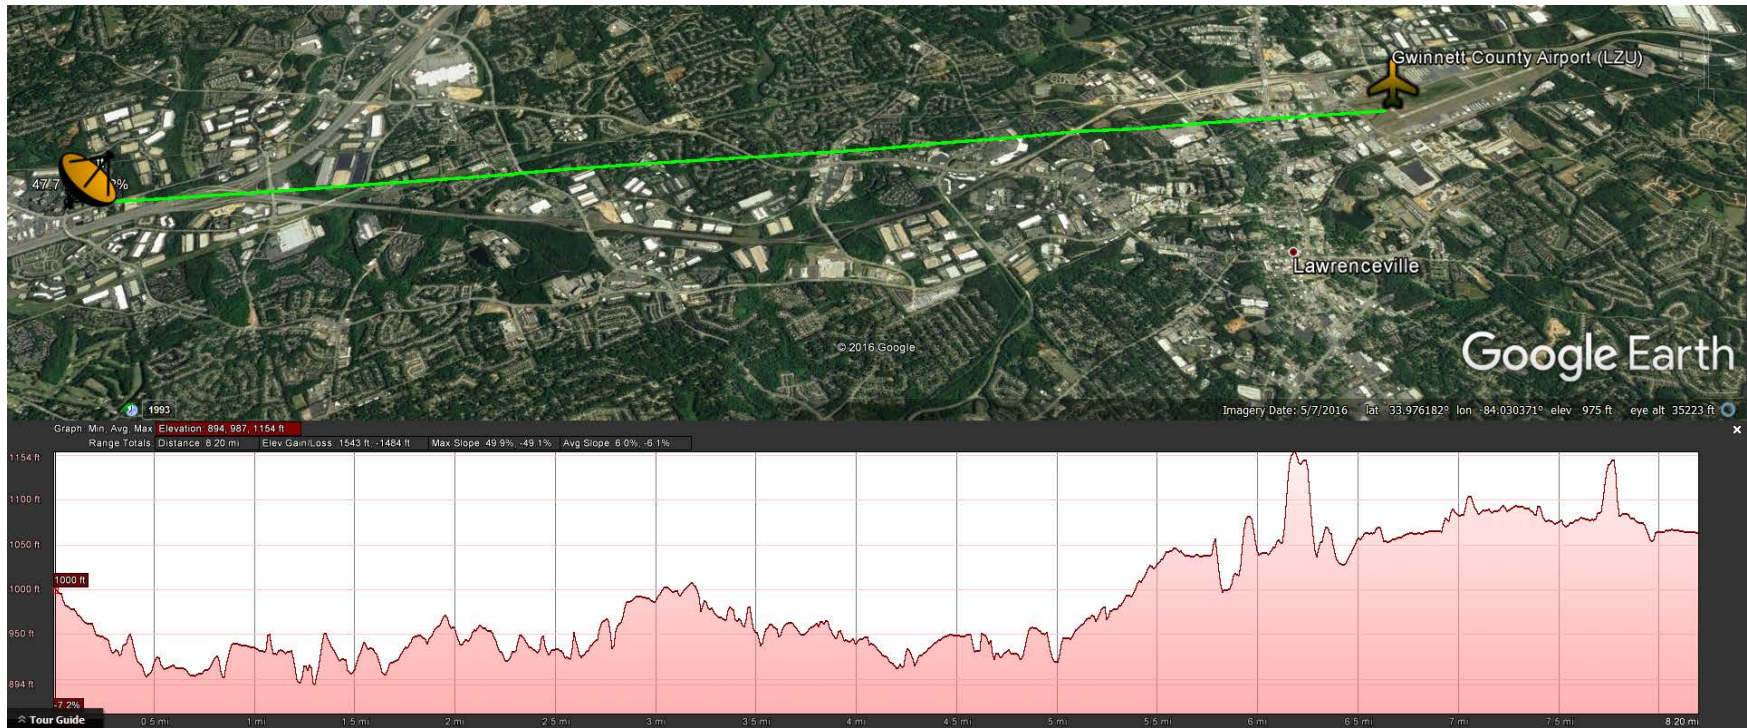 Gwinnett County Airport (LZU)
47.7
%
Lawrenceville
© 2016 Google
Google Earth
1993
Imagery Date: 5/7/2016 lat 33.976182° lon -84.030371° elev 975 ft eye alt 35223 ft
Graph: Min, Avg, Max Elevation: 894, 987, 1154 ft
Range Totals: Distance: 8.20 mi Elev Gain/Loss: 1543 ft, -1484 ft Max Slope: 49.9%, -49.1% Avg Slope: 6.0%, -6.1%
1154 ft
1100 ft
1050 ft
1000 ft
1000 ft
950 ft
894 ft
-7.2%
Tour Guide
0.5 mi 1 mi 1.5 mi 2 mi 2.5 mi 3 mi 3.5 mi 4 mi 4.5 mi 5 mi 5.5 mi 6 mi 6.5 mi 7 mi 7.5 mi 8.20 mi